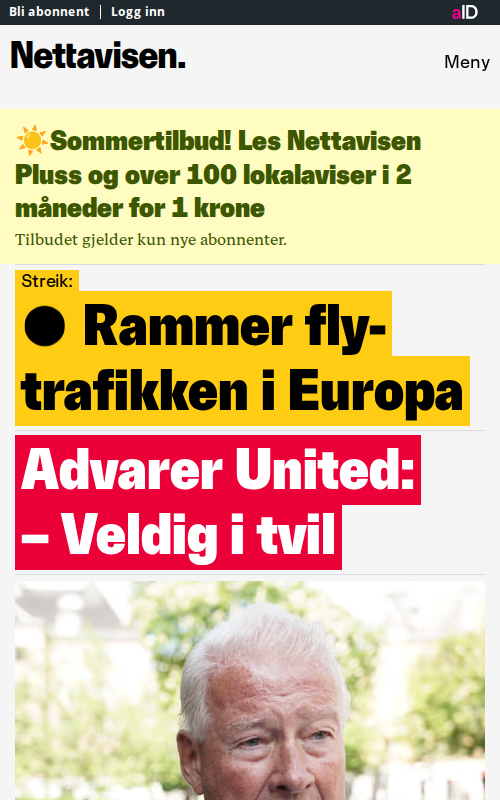 Bli abonnent | Logg inn
aID
Nettavisen.
Meny
☀️Sommertilbud! Les Nettavisen
Pluss og over 100 lokalaviser i 2
måneder for 1 krone
Tilbudet gjelder kun nye abonnenter.
Streik:
● Rammer fly-
trafikken i Europa
Advarer United:
– Veldig i tvil